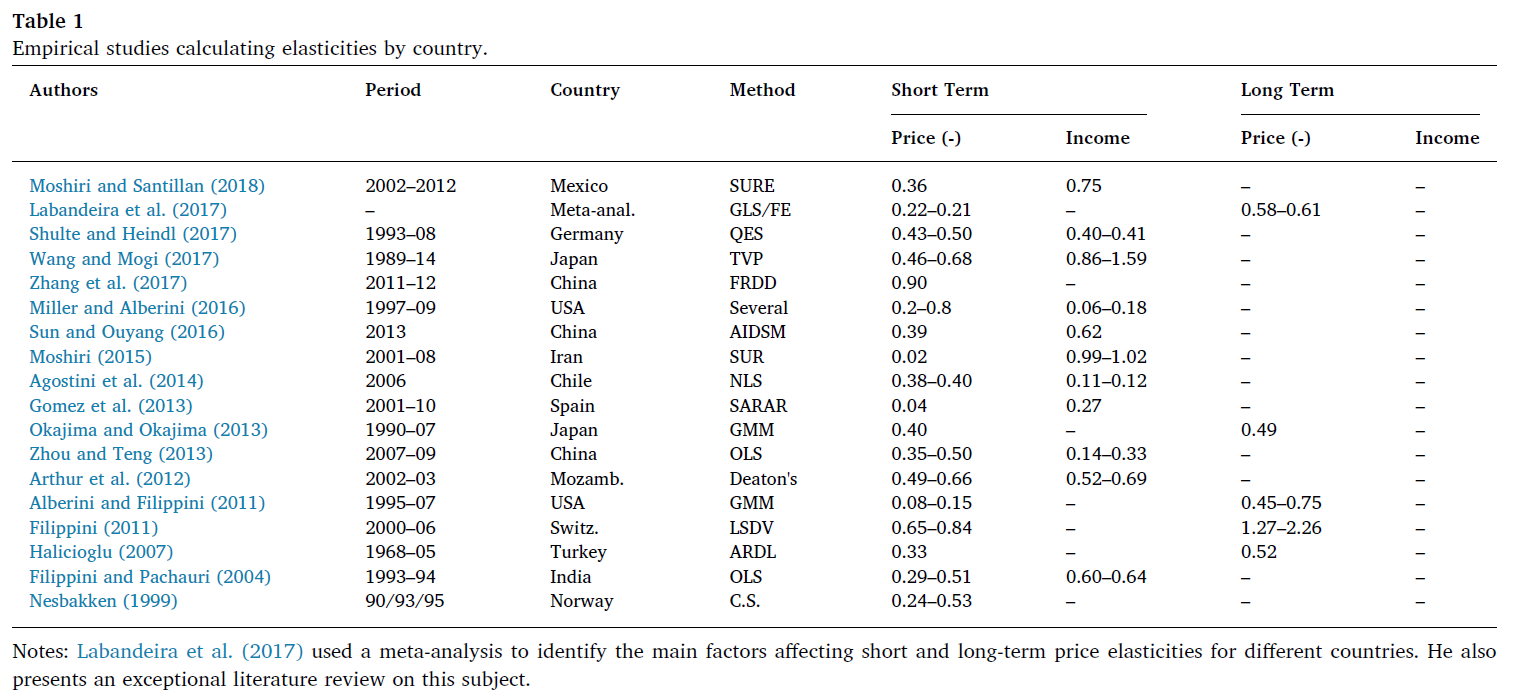 Table 1
Empirical studies calculating elasticities by country.
Authors Period Country Method Short Term Long Term
Price (-) Income Price (-) Income
Moshiri and Santillan (2018) 2002–2012 Mexico SURE 0.36 0.75 – –
Labandeira et al. (2017) – Meta-anal. GLS/FE 0.22–0.21 – 0.58–0.61 –
Shulte and Heindl (2017) 1993–08 Germany QES 0.43–0.50 0.40–0.41 – –
Wang and Mogi (2017) 1989–14 Japan TVP 0.46–0.68 0.86–1.59 – –
Zhang et al. (2017) 2011–12 China FRDD 0.90 – – –
Miller and Alberini (2016) 1997–09 USA Several 0.2–0.8 0.06–0.18 – –
Sun and Ouyang (2016) 2013 China AIDSM 0.39 0.62 – –
Moshiri (2015) 2001–08 Iran SUR 0.02 0.99–1.02 – –
Agostini et al. (2014) 2006 Chile NLS 0.38–0.40 0.11–0.12 – –
Gomez et al. (2013) 2001–10 Spain SARAR 0.04 0.27 – –
Okajima and Okajima (2013) 1990–07 Japan GMM 0.40 – 0.49 –
Zhou and Teng (2013) 2007–09 China OLS 0.35–0.50 0.14–0.33 – –
Arthur et al. (2012) 2002–03 Mozamb. Deaton's 0.49–0.66 0.52–0.69 – –
Alberini and Filippini (2011) 1995–07 USA GMM 0.08–0.15 – 0.45–0.75 –
Filippini (2011) 2000–06 Switz. LSDV 0.65–0.84 – 1.27–2.26 –
Halicioglu (2007) 1968–05 Turkey ARDL 0.33 – 0.52 –
Filippini and Pachauri (2004) 1993–94 India OLS 0.29–0.51 0.60–0.64 – –
Nesbakken (1999) 90/93/95 Norway C.S. 0.24–0.53 – – –
Notes: Labandeira et al. (2017) used a meta-analysis to identify the main factors affecting short and long-term price elasticities for different countries. He also
presents an exceptional literature review on this subject.